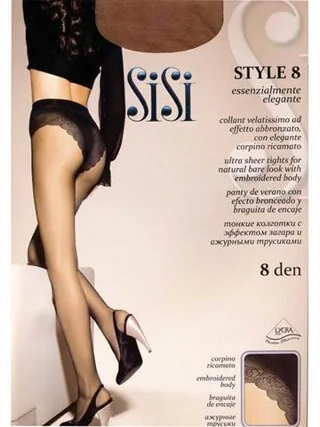 SiSi
STYLE 8
essenzialmente
elegante
collant velatissimo ad
effetto abbronzato,
con elegante
corpino ricamato
ultra sheer tights for
natural bare look with
embroidered body
panty de verano con
efecto bronceado y
braguita de encaje
тонкие колготки с
эффектом загара и
ажурными трусиками
8 den
LYCRA
corpino
ricamato
embroidered
body
braguita
de encaje
ажурные
трусики